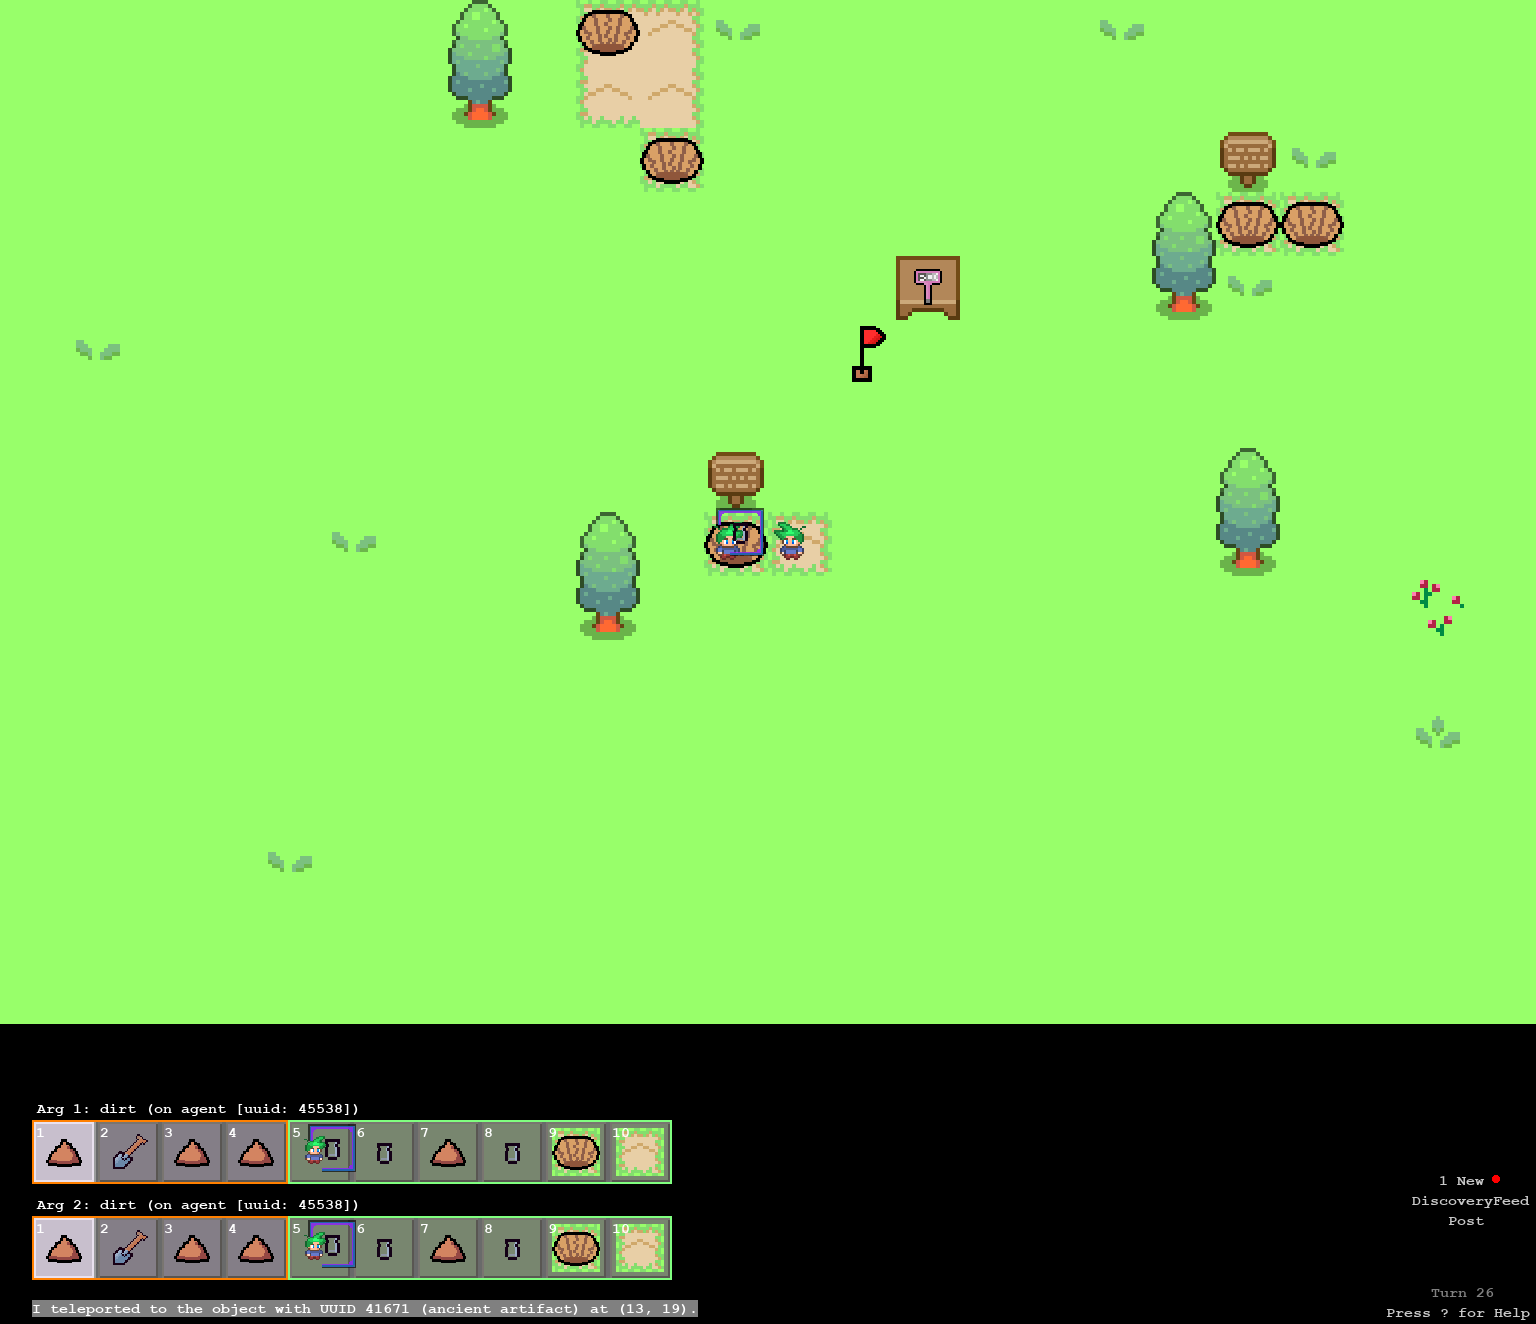 Arg 1: dirt (on agent [uuid: 45538])
1 2 3 4 5 6 7 8 9 10
Arg 2: dirt (on agent [uuid: 45538])
1 2 3 4 5 6 7 8 9 10
I teleported to the object with UUID 41671 (ancient artifact) at (13, 19).
1 New
DiscoveryFeed
Post
Turn 26
Press ? for Help